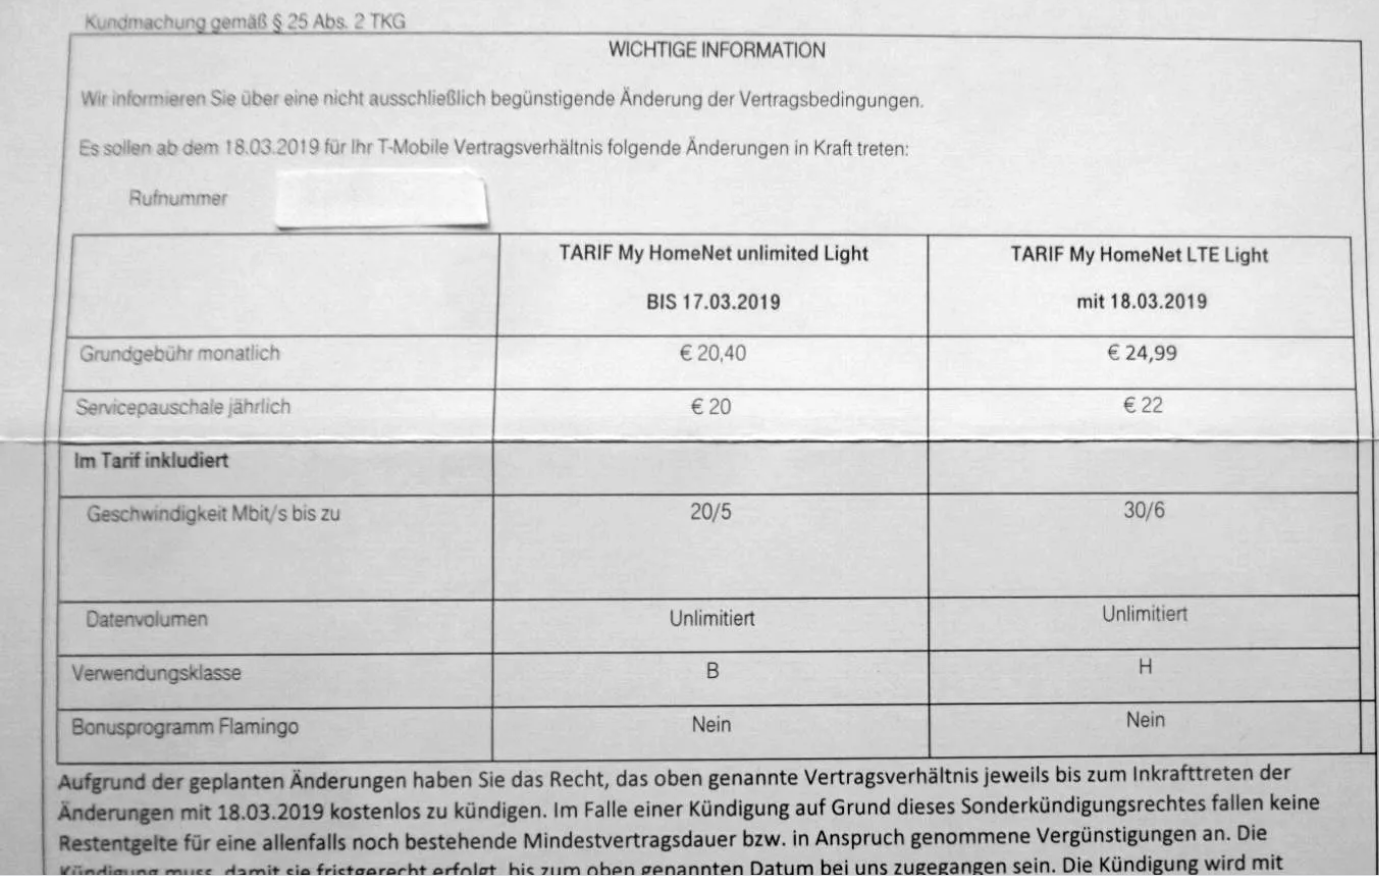 Kundmachung gemäß § 25 Abs. 2 TKG
WICHTIGE INFORMATION
Wir informieren Sie über eine nicht ausschließlich begünstigende Änderung der Vertragsbedingungen.
Es sollen ab dem 18.03.2019 für Ihr T-Mobile Vertragsverhältnis folgende Änderungen in Kraft treten:
Rufnummer
TARIF My HomeNet unlimited Light TARIF My HomeNet LTE Light
BIS 17.03.2019 mit 18.03.2019
Grundgebühr monatlich € 20,40 € 24,99
Servicepauschale jährlich € 20 € 22
Im Tarif inkludiert
Geschwindigkeit Mbit/s bis zu 20/5 30/6
Datenvolumen Unlimitiert Unlimitiert
Verwendungsklasse B H
Bonusprogramm Flamingo Nein Nein
Aufgrund der geplanten Änderungen haben Sie das Recht, das oben genannte Vertragsverhältnis jeweils bis zum Inkrafttreten der
Änderungen mit 18.03.2019 kostenlos zu kündigen. Im Falle einer Kündigung auf Grund dieses Sonderkündigungsrechtes fallen keine
Restentgelte für eine allenfalls noch bestehende Mindestvertragsdauer bzw. in Anspruch genommene Vergünstigungen an. Die
Kündigung muss, damit sie fristgerecht erfolgt, bis zum oben genannten Datum bei uns zugegangen sein. Die Kündigung wird mit